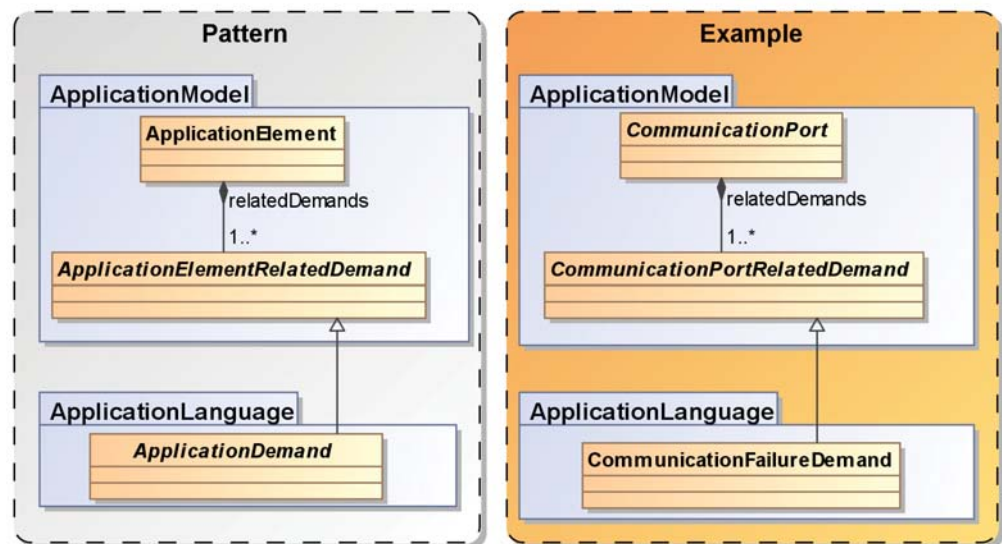 Pattern
ApplicationModel
ApplicationElement
relatedDemands
1..*
ApplicationElementRelatedDemand
ApplicationLanguage
ApplicationDemand
Example
ApplicationModel
CommunicationPort
relatedDemands
1..*
CommunicationPortRelatedDemand
ApplicationLanguage
CommunicationFailureDemand